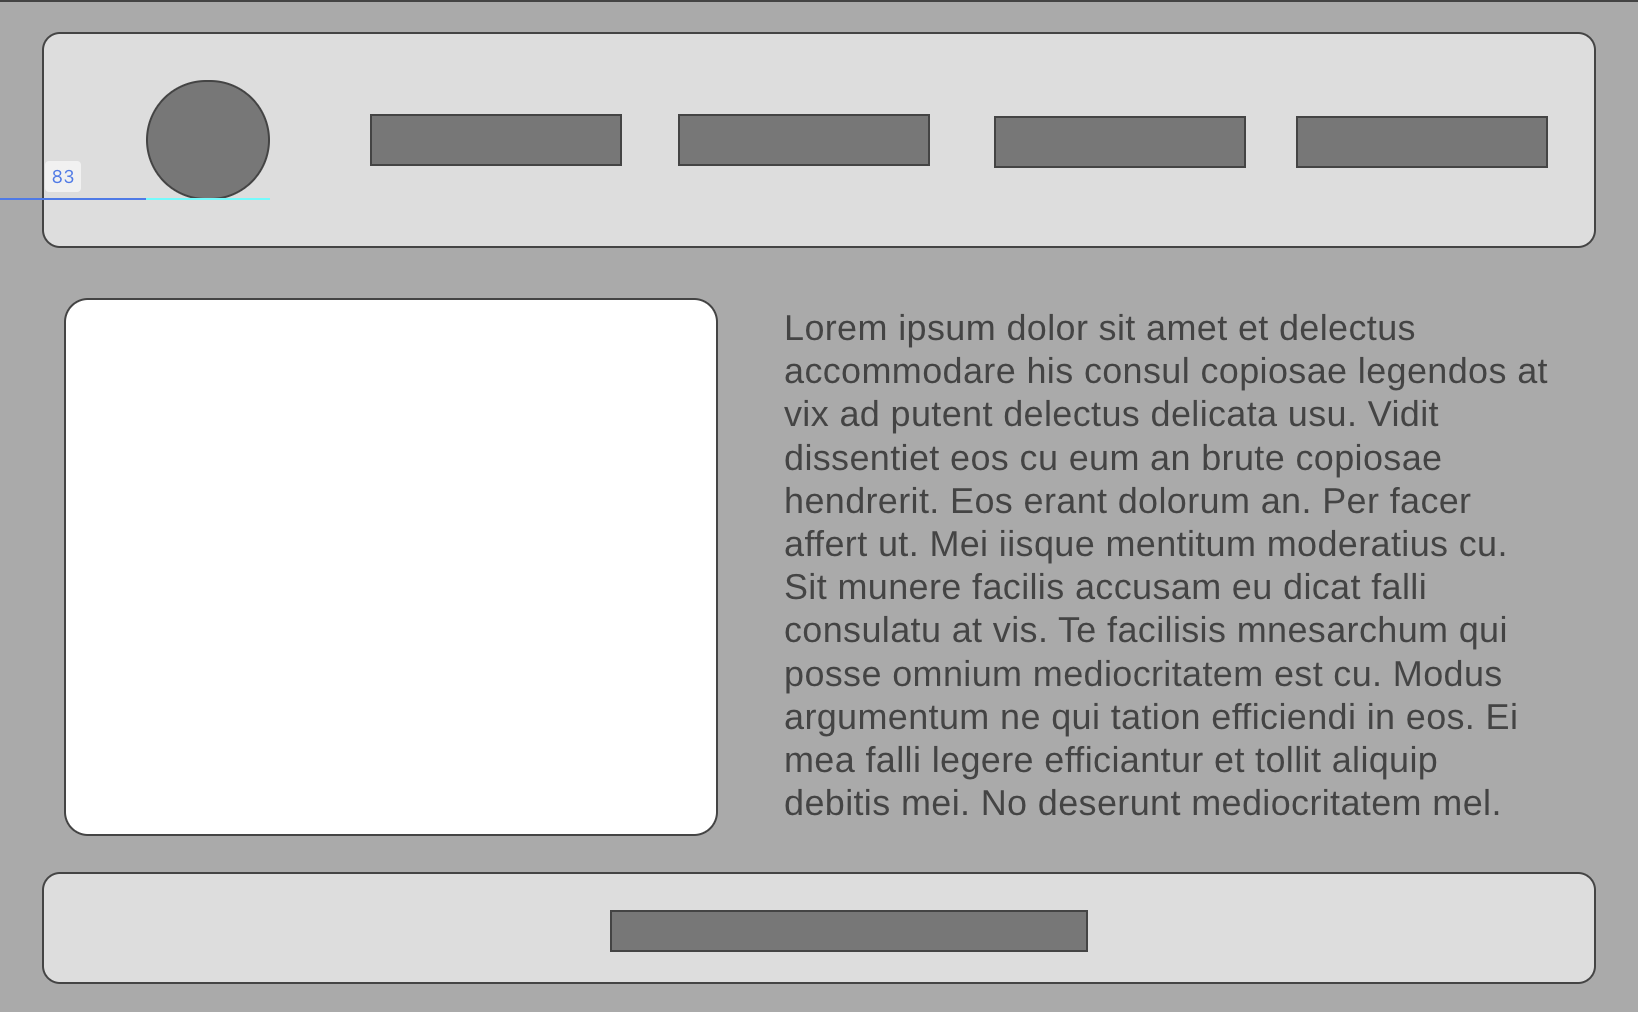 83
Lorem ipsum dolor sit amet et delectus
accommodare his consul copiosae legendos at
vix ad putent delectus delicata usu. Vidit
dissentiet eos cu eum an brute copiosae
hendrerit. Eos erant dolorum an. Per facer
affert ut. Mei iisque mentitum moderatius cu.
Sit munere facilis accusam eu dicat falli
consulatu at vis. Te facilisis mnesarchum qui
posse omnium mediocritatem est cu. Modus
argumentum ne qui tation efficiendi in eos. Ei
mea falli legere efficiantur et tollit aliquip
debitis mei. No deserunt mediocritatem mel.